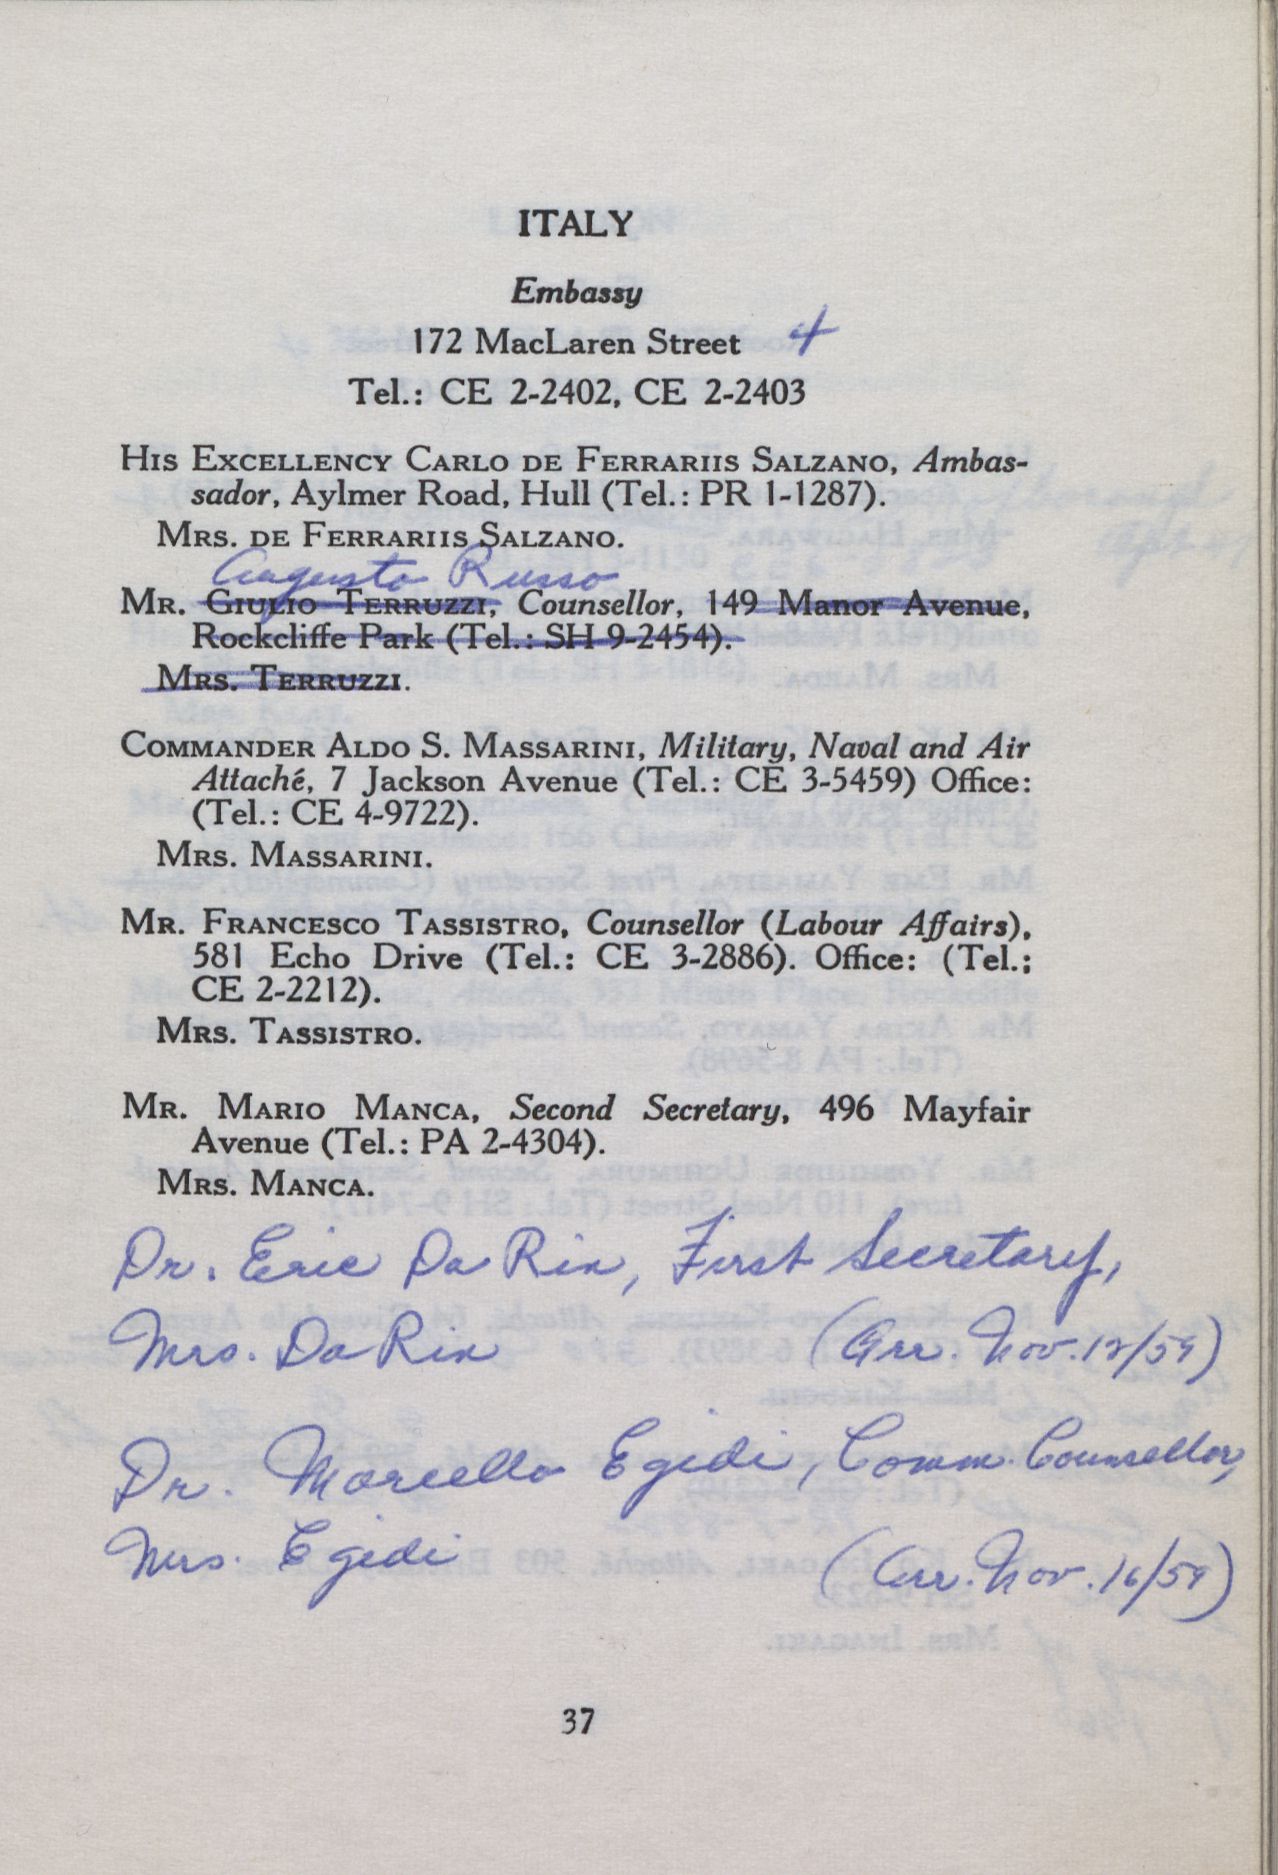 ITALY
Embassy
172 MacLaren Street 4
Tel.: CE 2-2402, CE 2-2403
His Excellency Carlo de Ferrariis Salzano, Ambas-
sador, Aylmer Road, Hull (Tel.: PR 1-1287).
Mrs. de Ferrariis Salzano.
Augusto Russo
Mr. Giulio Terruzzi, Counsellor, 149 Manor Avenue,
Rockcliffe Park (Tel.: SH 9-2454).
Mrs. Terruzzi.
Commander Aldo S. Massarini, Military, Naval and Air
Attaché, 7 Jackson Avenue (Tel.: CE 3-5459) Office:
(Tel.: CE 4-9722).
Mrs. Massarini.
Mr. Francesco Tassistro, Counsellor (Labour Affairs),
581 Echo Drive (Tel.: CE 3-2886). Office: (Tel.;
CE 2-2212).
Mrs. Tassistro.
Mr. Mario Manca, Second Secretary, 496 Mayfair
Avenue (Tel.: PA 2-4304).
Mrs. Manca.
Dr. Eric Da Rin, First Secretary,
Mrs. Da Rin (Arr. Nov. 12/59)
Dr. Marcello Egidi, Comm. Counsellor,
Mrs. Egidi (Arr. Nov. 16/59)
37